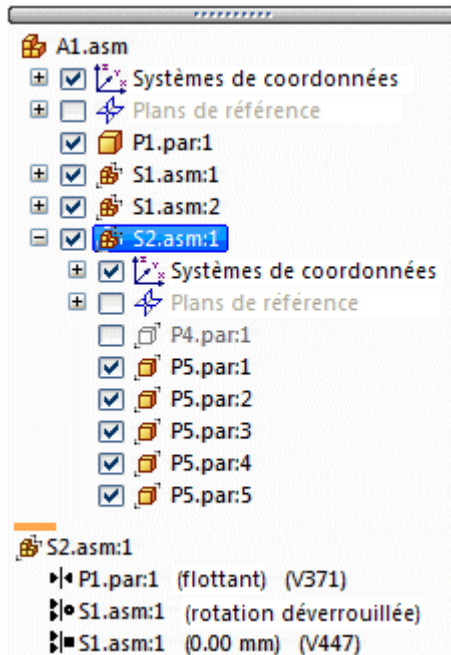 A1.asm
Systèmes de coordonnées
Plans de référence
P1.par:1
S1.asm:1
S1.asm:2
S2.asm:1
Systèmes de coordonnées
Plans de référence
P4.par:1
P5.par:1
P5.par:2
P5.par:3
P5.par:4
P5.par:5
S2.asm:1
P1.par:1 (flottant) (V371)
S1.asm:1 (rotation déverrouillée)
S1.asm:1 (0.00 mm) (V447)